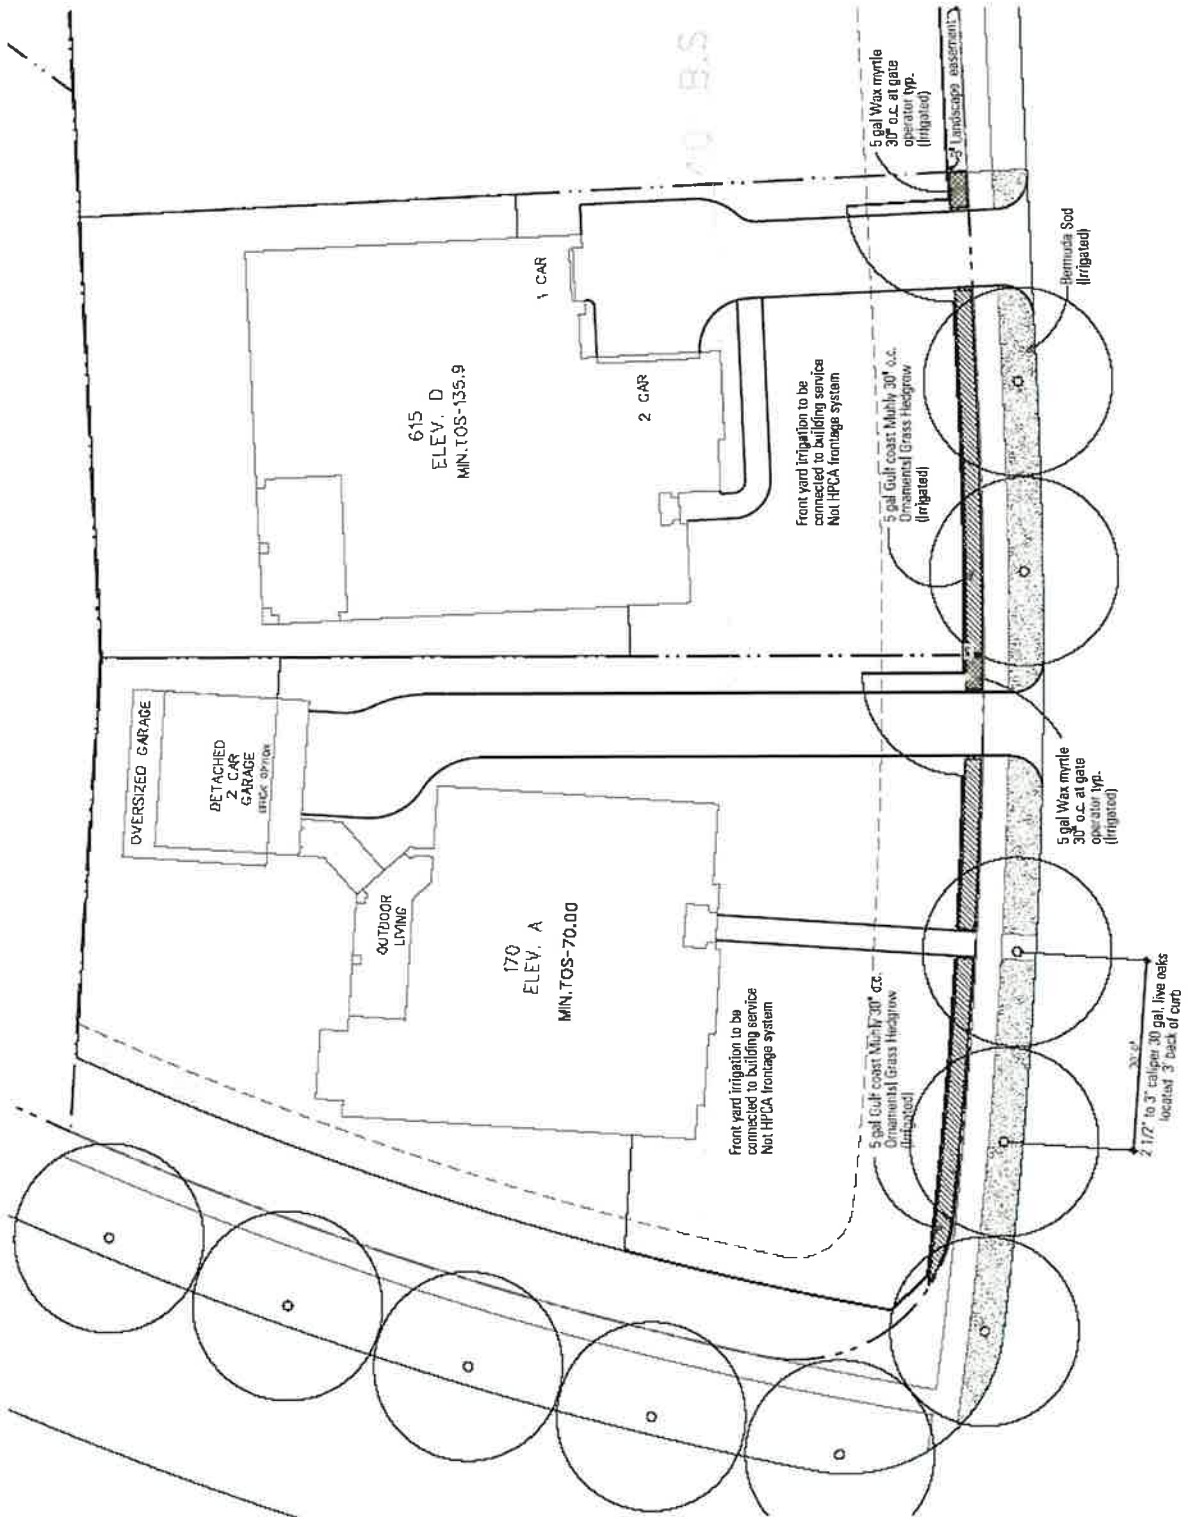 OVERSIZED GARAGE
DETACHED
2 CAR
GARAGE
BRICK OPTION
OUTDOOR
LIVING
170
ELEV. A
MIN.TOS-70.00
Front yard irrigation to be
connected to building service
Not HPCA frontage system
5 gal Gulf coast Muhly 30" o.c.
Ornamental Grass Hedgrow
(Irrigated)
2 1/2" to 3" caliper 30 gal. live oaks
located 3' back of curb
5 gal Wax myrtle
30" o.c. at gate
operator typ.
(Irrigated)
615
ELEV. D
MIN.TOS-135.9
1 CAR
2 CAR
Front yard irrigation to be
connected to building service
Not HPCA frontage system
5 gal Gulf coast Muhly 30" o.c.
Ornamental Grass Hedgrow
(Irrigated)
Bermuda Sod
(Irrigated)
5 gal Wax myrtle
30" o.c. at gate
operator typ.
(Irrigated)
3' Landscape easement
B.S